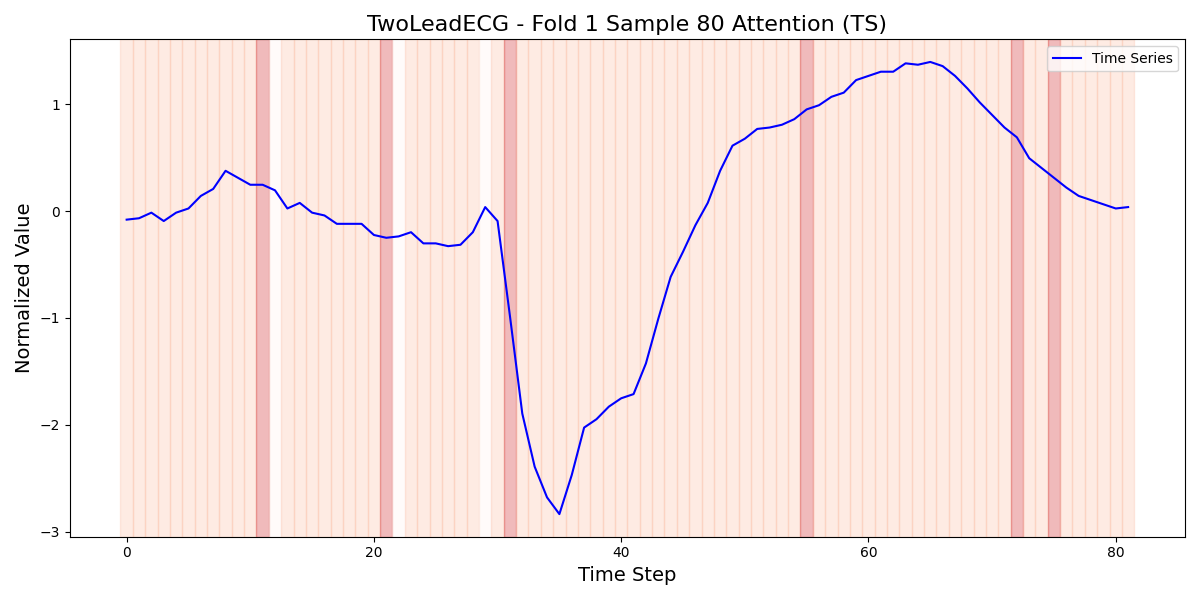 TwoLeadECG - Fold 1 Sample 80 Attention (TS)
Time Series
1
0
−1
−2
−3
Normalized Value
0 20 40 60 80
Time Step